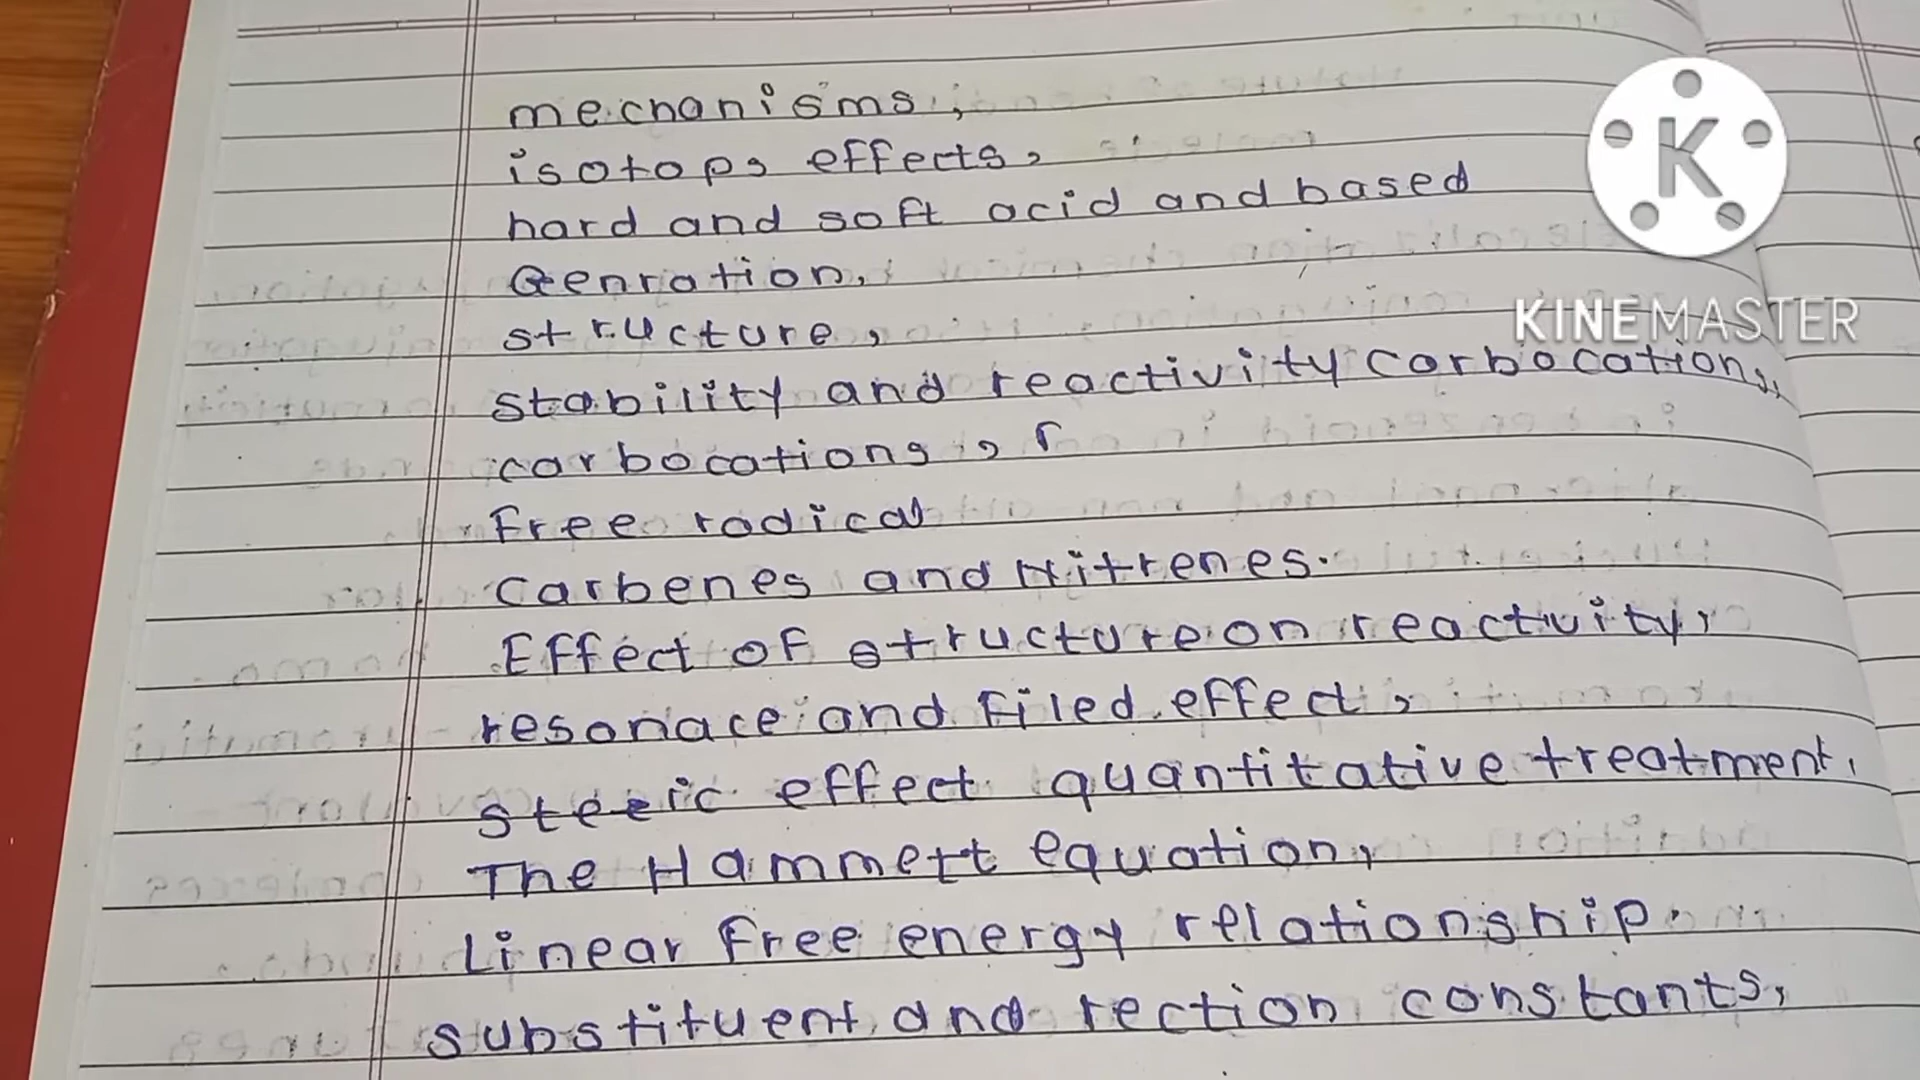 mechanisms,
isotops effects,
hard and soft acid and based
Genration,
structure,
K
KINEMASTER
stability and reactivity Carbocation,,
carbocations, r
Free radical
Carbenes and Nitrenes.
Effect of structure on reactivity,
resonace and filed effect,
steric effect quantitative treatment,
The Hammett equation,
Linear free energy relationship.
substituent and rection constants,